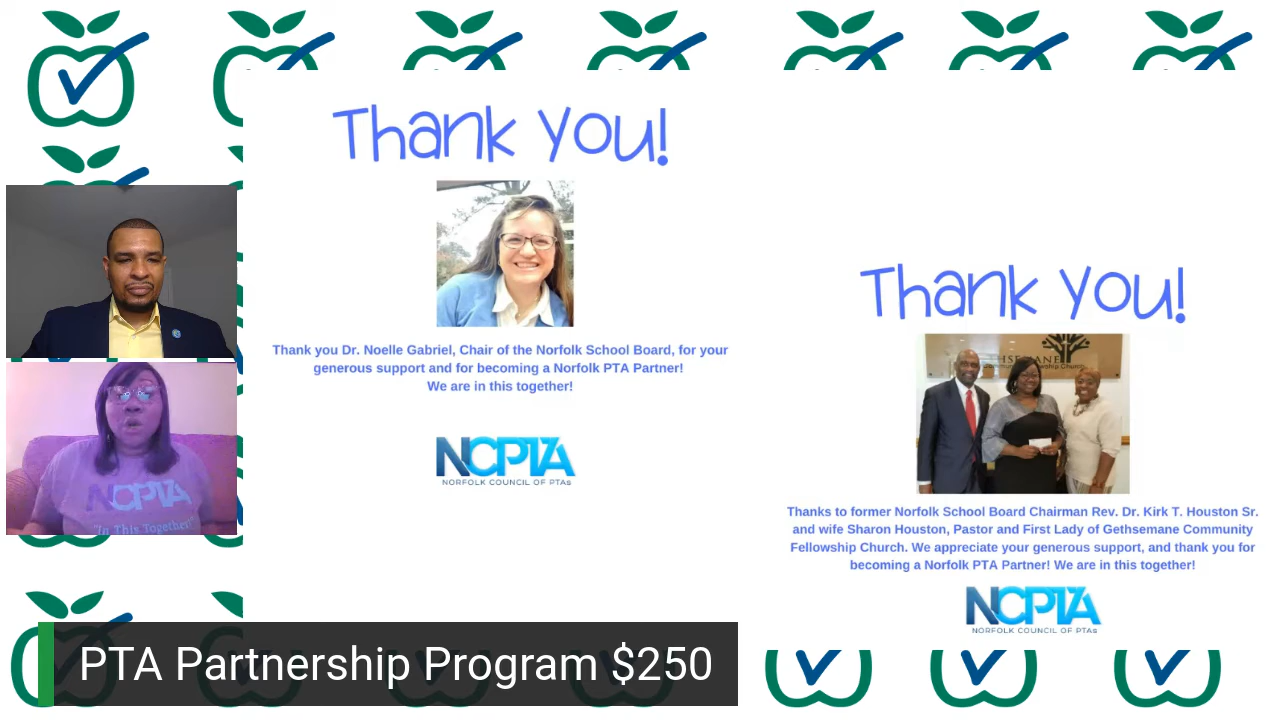 Thank You!
Thank you Dr. Noelle Gabriel, Chair of the Norfolk School Board, for your
generous support and for becoming a Norfolk PTA Partner!
We are in this together!
NCPTA
NORFOLK COUNCIL OF PTAs
Thank You!
HSEMANE
Community Fellowship Church
Thanks to former Norfolk School Board Chairman Rev. Dr. Kirk T. Houston Sr.
and wife Sharon Houston, Pastor and First Lady of Gethsemane Community
Fellowship Church. We appreciate your generous support, and thank you for
becoming a Norfolk PTA Partner! We are in this together!
NCPTA
NORFOLK COUNCIL OF PTAs
NCPTA
"In This Together"
PTA Partnership Program $250